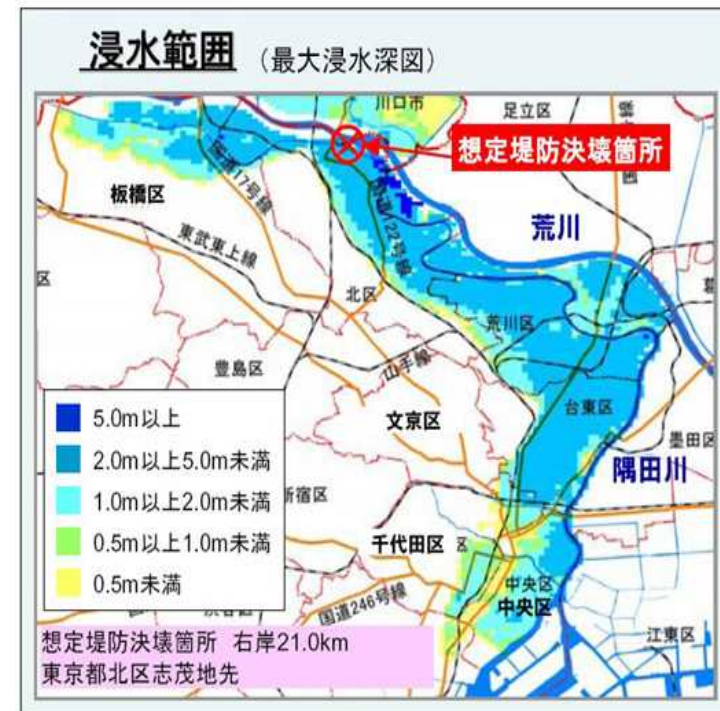 浸水範囲 （最大浸水深図）
川口市
足立区
想定堤防決壊箇所
板橋区
国道17号線
国道122号線
荒川
東武東上線
区
北区
荒川区
豊島区
山手線
台東区
文京区
墨田区
隅田川
5.0m以上
2.0m以上5.0m未満
1.0m以上2.0m未満
0.5m以上1.0m未満
0.5m未満
新宿区
千代田区
区
中央区
中央区
国道246号線
江東区
想定堤防決壊箇所 右岸21.0km
東京都北区志茂地先